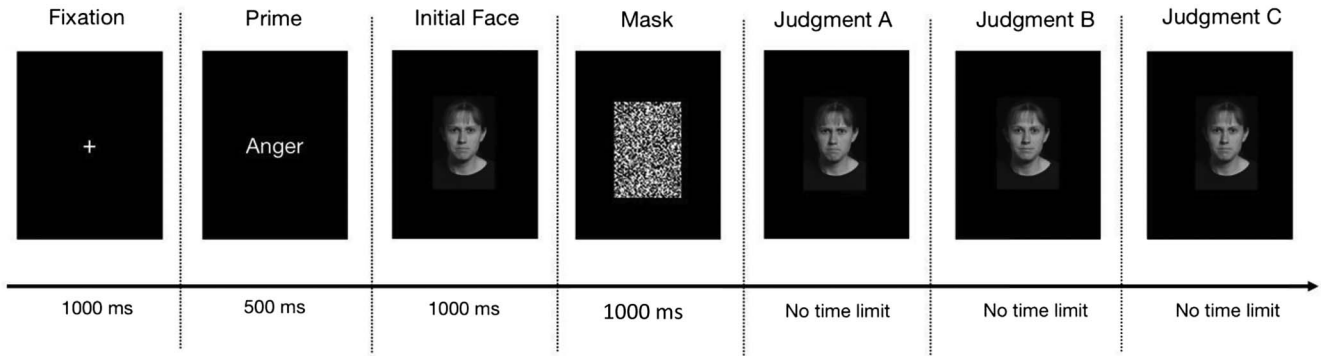 Fixation
Prime
Initial Face
Mask
Judgment A
Judgment B
Judgment C
+
Anger
1000 ms
500 ms
1000 ms
1000 ms
No time limit
No time limit
No time limit